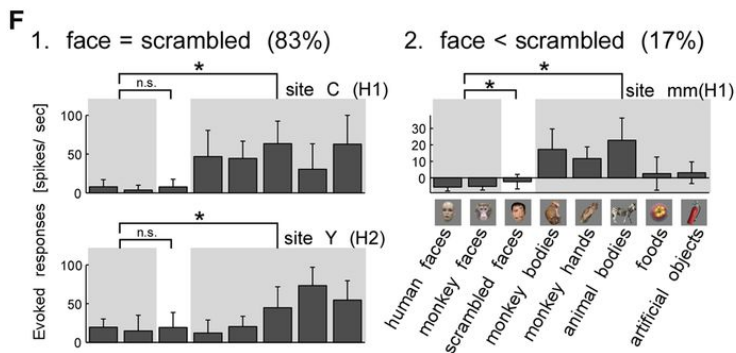 F
1. face = scrambled (83%)
2. face < scrambled (17%)
*
n.s.
site C (H1)
100
50
0
*
n.s.
site Y (H2)
100
50
0
Evoked responses [spikes/ sec]
*
*
site mm(H1)
30
20
10
0
human faces
monkey faces
scrambled faces
monkey bodies
monkey hands
animal bodies
foods
artificial objects